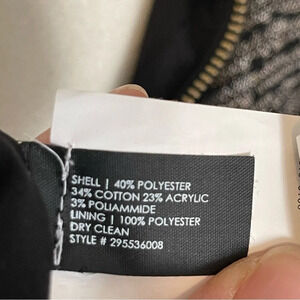 SHELL | 40% POLYESTER
34% COTTON 23% ACRYLIC
3% POLIAMMIDE
LINING | 100% POLYESTER
DRY CLEAN
STYLE # 295536008